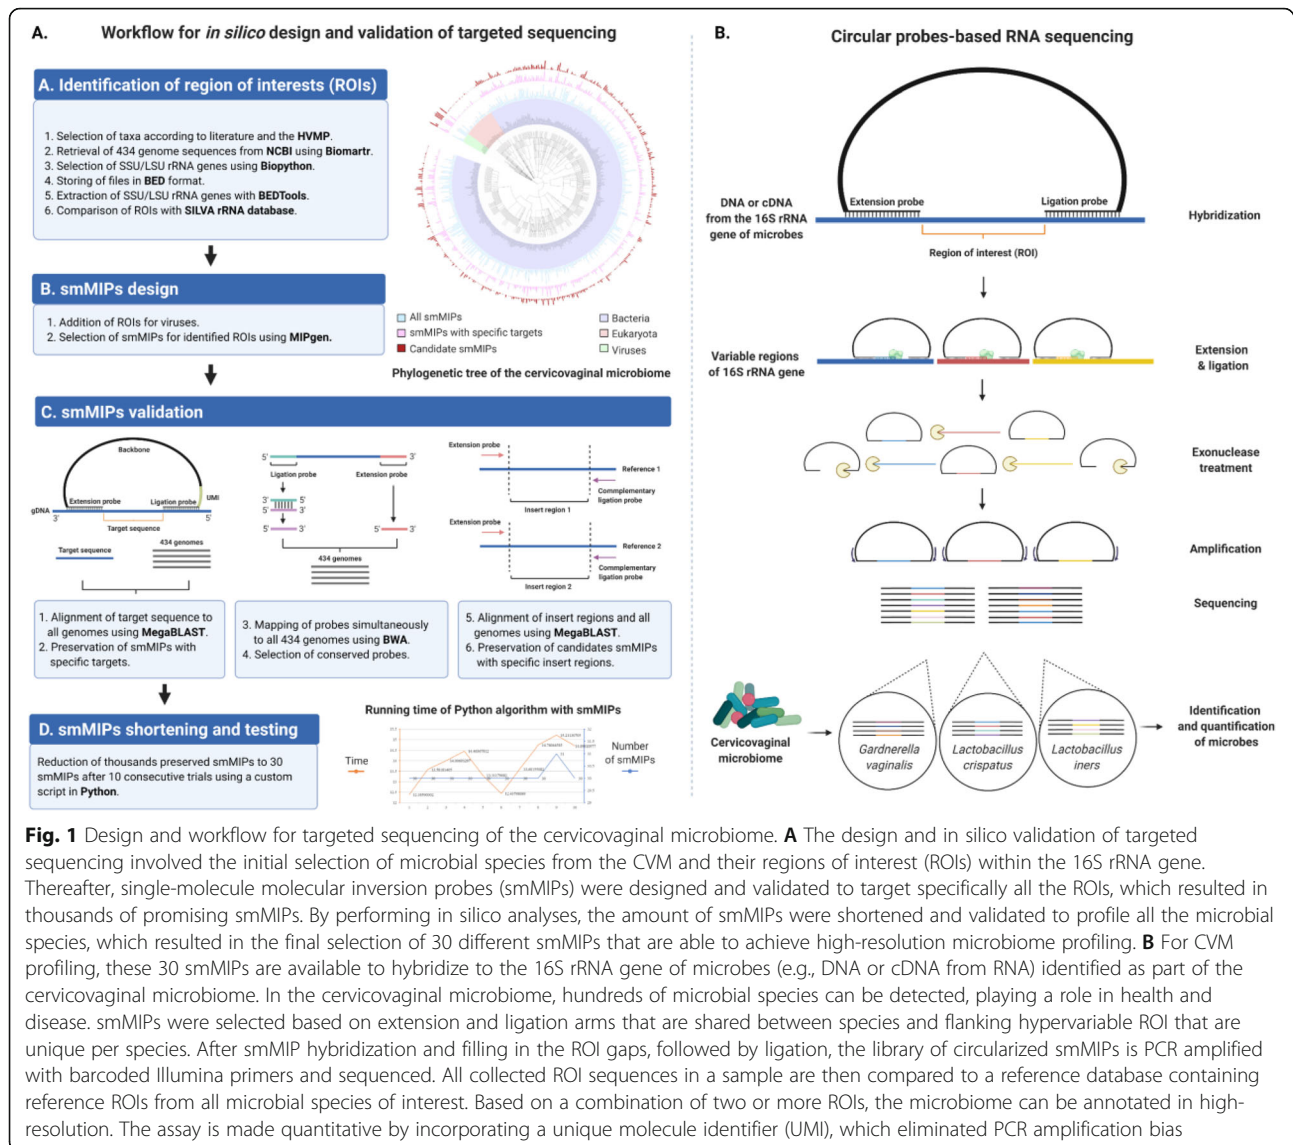 A.
Workflow for in silico design and validation of targeted sequencing
A. Identification of region of interests (ROIs)
1. Selection of taxa according to literature and the HVMP.
2. Retrieval of 434 genome sequences from NCBI using Biomartr.
3. Selection of SSU/LSU rRNA genes using Biopython.
4. Storing of files in BED format.
5. Extraction of SSU/LSU rRNA genes with BEDTools.
6. Comparison of ROIs with SILVA rRNA database.
All smMIPs
smMIPs with specific targets
Candidate smMIPs
Bacteria
Eukaryota
Viruses
Phylogenetic tree of the cervicovaginal microbiome
B. smMIPs design
1. Addition of ROIs for viruses.
2. Selection of smMIPs for identified ROIs using MIPgen.
C. smMIPs validation
Backbone
Extension probe
Ligation probe
UMI
gDNA
3'
5'
Target sequence
Target sequence
434 genomes
5'
3'
Ligation probe
Extension probe
3'
5'
5'
3'
5'
3'
434 genomes
Extension probe
Reference 1
Commplementary
ligation probe
Insert region 1
Extension probe
Reference 2
Commplementary
ligation probe
Insert region 2
1. Alignment of target sequence to
all genomes using MegaBLAST.
2. Preservation of smMIPs with
specific targets.
3. Mapping of probes simultaneously
to all 434 genomes using BWA.
4. Selection of conserved probes.
5. Alignment of insert regions and all
genomes using MegaBLAST.
6. Preservation of candidates smMIPs
with specific insert regions.
D. smMIPs shortening and testing
Reduction of thousands preserved smMIPs to 30
smMIPs after 10 consecutive trials using a custom
script in Python.
Running time of Python algorithm with smMIPs
Time
Number
of smMIPs
1 2 3 4 5 6 7 8 9 10
B.
Circular probes-based RNA sequencing
Extension probe
Ligation probe
DNA or cDNA
from the 16S rRNA
gene of microbes
Hybridization
Region of interest (ROI)
Variable regions
of 16S rRNA gene
Extension
& ligation
Exonuclease
treatment
Amplification
Sequencing
Cervicovaginal
microbiome
Gardnerella
vaginalis
Lactobacillus
crispatus
Lactobacillus
iners
Identification
and quantification
of microbes
Fig. 1 Design and workflow for targeted sequencing of the cervicovaginal microbiome. A The design and in silico validation of targeted
sequencing involved the initial selection of microbial species from the CVM and their regions of interest (ROIs) within the 16S rRNA gene.
Thereafter, single-molecule molecular inversion probes (smMIPs) were designed and validated to target specifically all the ROIs, which resulted in
thousands of promising smMIPs. By performing in silico analyses, the amount of smMIPs were shortened and validated to profile all the microbial
species, which resulted in the final selection of 30 different smMIPs that are able to achieve high-resolution microbiome profiling. B For CVM
profiling, these 30 smMIPs are available to hybridize to the 16S rRNA gene of microbes (e.g., DNA or cDNA from RNA) identified as part of the
cervicovaginal microbiome. In the cervicovaginal microbiome, hundreds of microbial species can be detected, playing a role in health and
disease. smMIPs were selected based on extension and ligation arms that are shared between species and flanking hypervariable ROI that are
unique per species. After smMIP hybridization and filling in the ROI gaps, followed by ligation, the library of circularized smMIPs is PCR amplified
with barcoded Illumina primers and sequenced. All collected ROI sequences in a sample are then compared to a reference database containing
reference ROIs from all microbial species of interest. Based on a combination of two or more ROIs, the microbiome can be annotated in high-
resolution. The assay is made quantitative by incorporating a unique molecule identifier (UMI), which eliminated PCR amplification bias